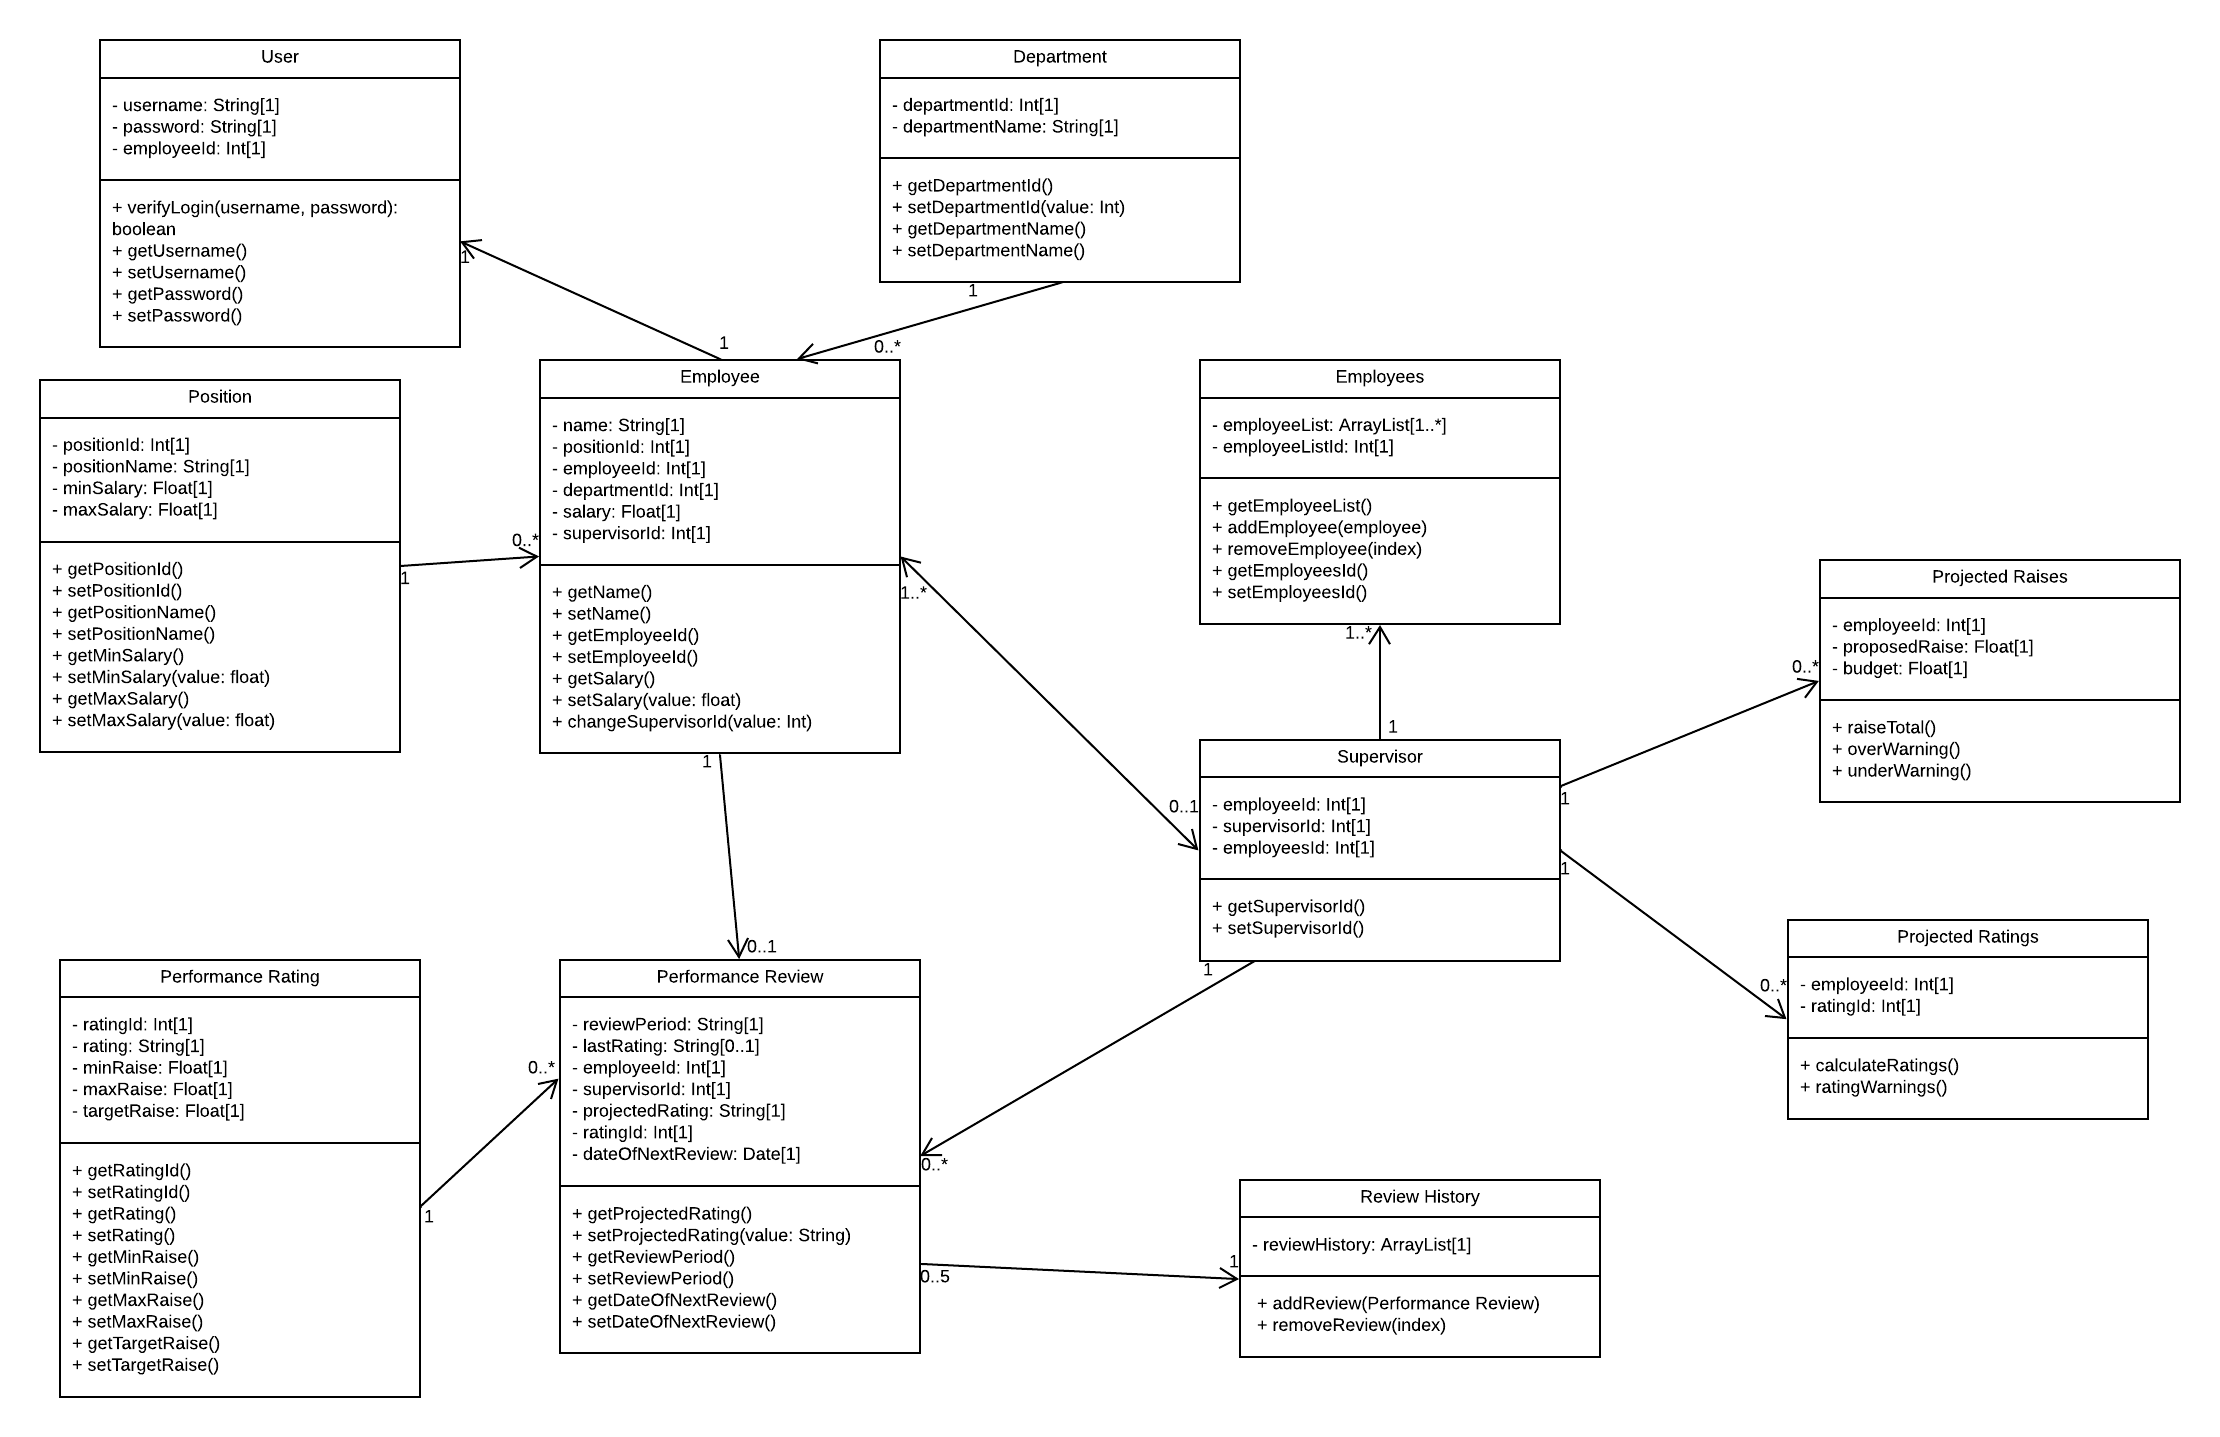 User
- username: String[1]
- password: String[1]
- employeeId: Int[1]
+ verifyLogin(username, password):
boolean
+ getUsername()
+ setUsername()
+ getPassword()
+ setPassword()
1
Department
- departmentId: Int[1]
- departmentName: String[1]
+ getDepartmentId()
+ setDepartmentId(value: Int)
+ getDepartmentName()
+ setDepartmentName()
1
1
0..*
Position
- positionId: Int[1]
- positionName: String[1]
- minSalary: Float[1]
- maxSalary: Float[1]
+ getPositionId()
+ setPositionId()
+ getPositionName()
+ setPositionName()
+ getMinSalary()
+ setMinSalary(value: float)
+ getMaxSalary()
+ setMaxSalary(value: float)
1
0..*
Employee
- name: String[1]
- positionId: Int[1]
- employeeId: Int[1]
- departmentId: Int[1]
- salary: Float[1]
- supervisorId: Int[1]
+ getName()
+ setName()
+ getEmployeeId()
+ setEmployeeId()
+ getSalary()
+ setSalary(value: float)
+ changeSupervisorId(value: Int)
1..*
1
Employees
- employeeList: ArrayList[1..*]
- employeeListId: Int[1]
+ getEmployeeList()
+ addEmployee(employee)
+ removeEmployee(index)
+ getEmployeesId()
+ setEmployeesId()
1..*
1
Projected Raises
- employeeId: Int[1]
- proposedRaise: Float[1]
- budget: Float[1]
+ raiseTotal()
+ overWarning()
+ underWarning()
0..*
Supervisor
- employeeId: Int[1]
- supervisorId: Int[1]
- employeesId: Int[1]
+ getSupervisorId()
+ setSupervisorId()
0..1
1
1
1
Projected Ratings
- employeeId: Int[1]
- ratingId: Int[1]
+ calculateRatings()
+ ratingWarnings()
0..*
Performance Rating
- ratingId: Int[1]
- rating: String[1]
- minRaise: Float[1]
- maxRaise: Float[1]
- targetRaise: Float[1]
+ getRatingId()
+ setRatingId()
+ getRating()
+ setRating()
+ getMinRaise()
+ setMinRaise()
+ getMaxRaise()
+ setMaxRaise()
+ getTargetRaise()
+ setTargetRaise()
1
0..*
0..1
Performance Review
- reviewPeriod: String[1]
- lastRating: String[0..1]
- employeeId: Int[1]
- supervisorId: Int[1]
- projectedRating: String[1]
- ratingId: Int[1]
- dateOfNextReview: Date[1]
+ getProjectedRating()
+ setProjectedRating(value: String)
+ getReviewPeriod()
+ setReviewPeriod()
+ getDateOfNextReview()
+ setDateOfNextReview()
0..*
0..5
1
Review History
- reviewHistory: ArrayList[1]
+ addReview(Performance Review)
+ removeReview(index)